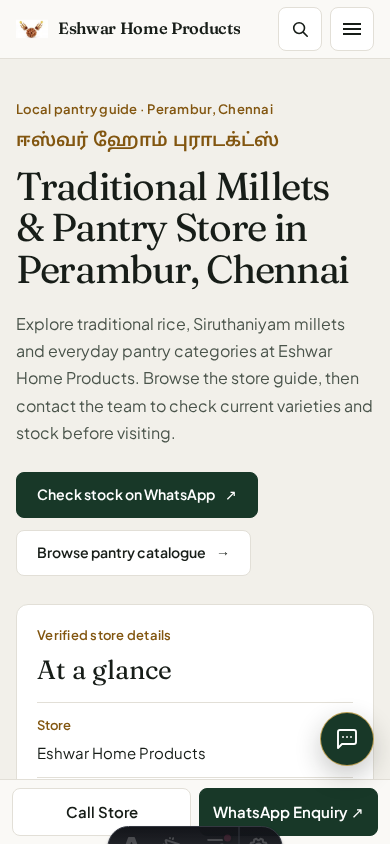 Eshwar Home Products
Local pantry guide · Perambur, Chennai
ஈஸ்வர் ஹோம் புராடக்ட்ஸ்
Traditional Millets
& Pantry Store in
Perambur, Chennai
Explore traditional rice, Siruthaniyam millets
and everyday pantry categories at Eshwar
Home Products. Browse the store guide, then
contact the team to check current varieties and
stock before visiting.
Check stock on WhatsApp ↗
Browse pantry catalogue →
Verified store details
At a glance
Store
Eshwar Home Products
Call Store
WhatsApp Enquiry ↗